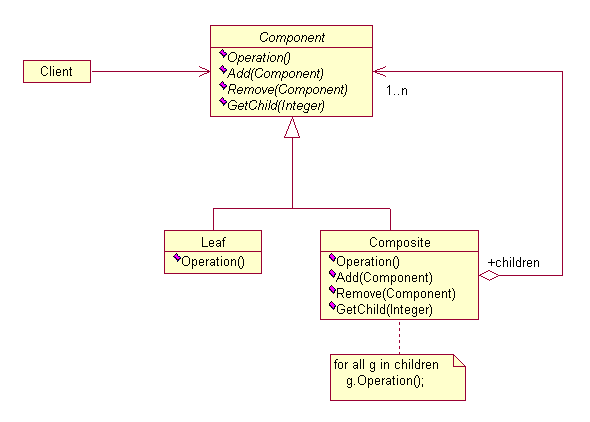 Component
Operation()
Add(Component)
Remove(Component)
GetChild(Integer)
Client
1..n
Leaf
Operation()
Composite
Operation()
Add(Component)
Remove(Component)
GetChild(Integer)
+children
for all g in children
g.Operation();